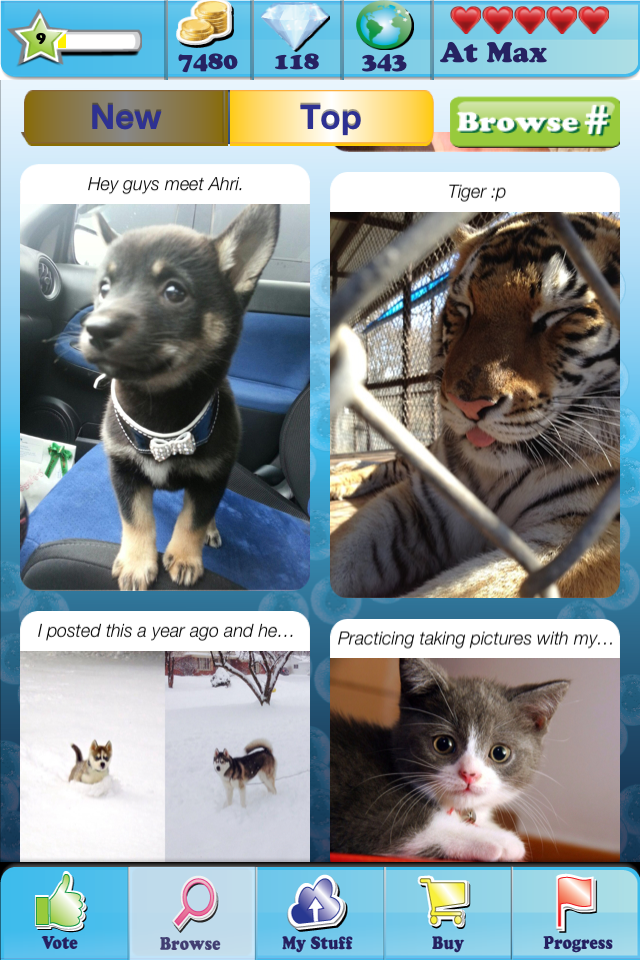 9
7480
118
343
At Max
New
Top
Browse #
Hey guys meet Ahri.
Tiger :p
I posted this a year ago and he...
Practicing taking pictures with my...
Vote
Browse
My Stuff
Buy
Progress